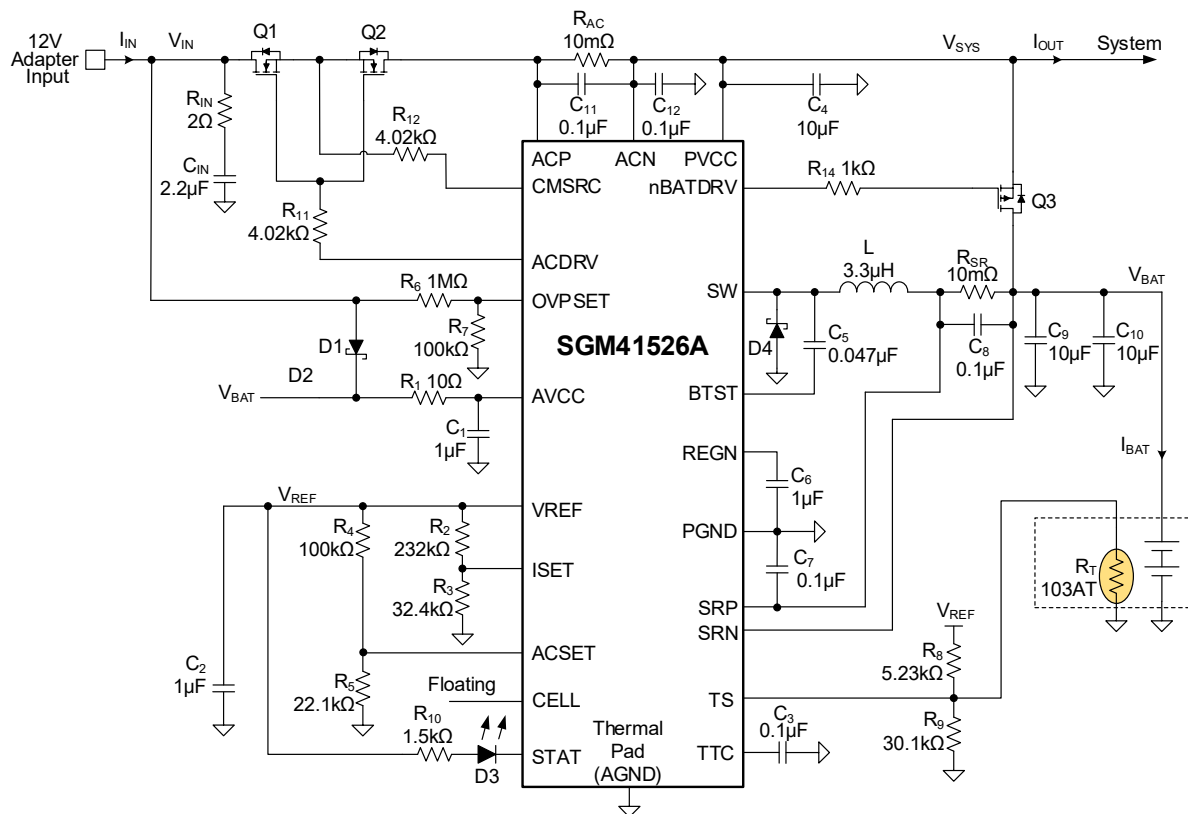 12V
Adapter
Input
I_IN
V_IN
Q1
Q2
R_AC
10mΩ
V_SYS
I_OUT
System
R_IN
2Ω
C_IN
2.2µF
R_12
4.02kΩ
C_11
0.1µF
C_12
0.1µF
C_4
10µF
ACP
ACN
PVCC
CMSRC
nBATDRV
R_14 1kΩ
Q3
R_11
4.02kΩ
ACDRV
R_6 1MΩ
OVPSET
R_7
100kΩ
SW
L
3.3µH
R_SR
10mΩ
V_BAT
SGM41526A
D1
D2
D4
C_5
0.047µF
C_8
0.1µF
C_9
10µF
C_10
10µF
V_BAT
R_1 10Ω
AVCC
BTST
C_1
1µF
REGN
C_6
1µF
I_BAT
V_REF
VREF
PGND
R_4
100kΩ
R_2
232kΩ
ISET
C_7
0.1µF
R_T
103AT
R_3
32.4kΩ
SRP
SRN
V_REF
ACSET
R_8
5.23kΩ
C_2
1µF
R_5
22.1kΩ
Floating
CELL
TS
R_9
30.1kΩ
R_10
1.5kΩ
D3
STAT
Thermal
Pad
(AGND)
C_3
0.1µF
TTC